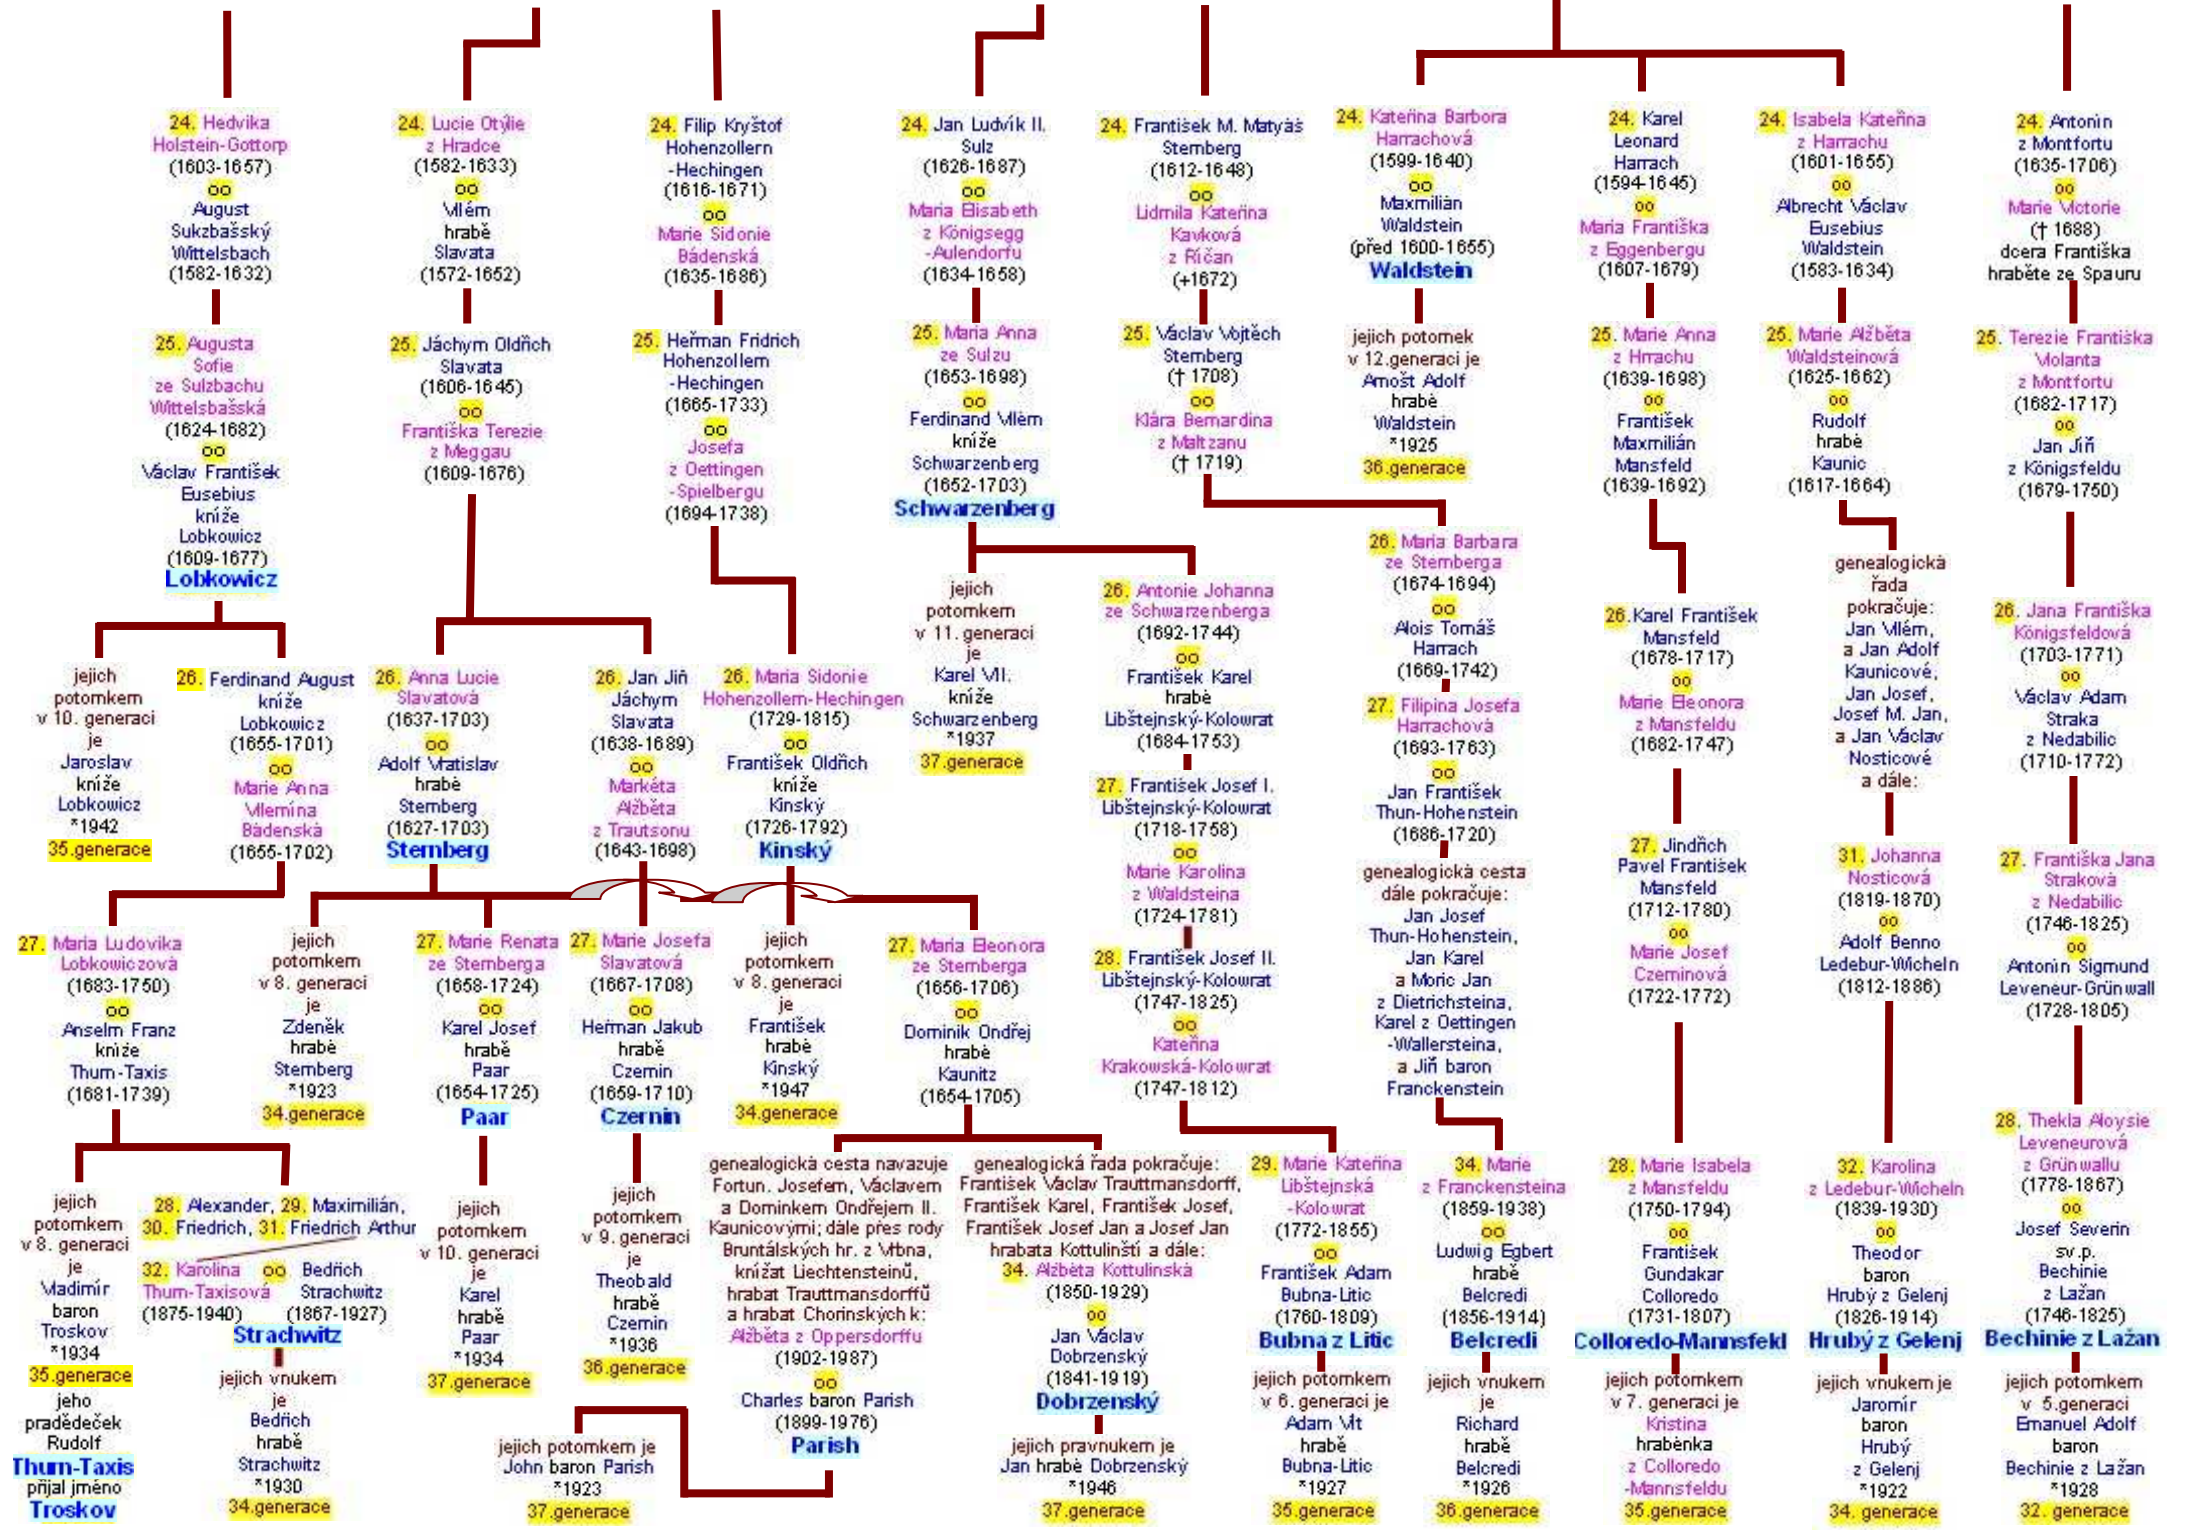 24. Hedvika
Holstein-Gottorp
(1603-1657)
oo
August
Sukzbašský
Wittelsbach
(1582-1632)
25. Augusta
Sofie
ze Sulzbachu
Wittelsbašská
(1624-1682)
oo
Václav František
Eusebius
kníže
Lobkowicz
(1609-1677)
Lobkowicz
jejich
potomkem
v 10. generaci
je
Jaroslav
kníže
Lobkowicz
*1942
35.generace
26. Ferdinand August
kníže
Lobkowicz
(1655-1701)
oo
Marie Anna
Vilemína
Bádenská
(1655-1702)
27. Maria Ludovika
Lobkowiczová
(1683-1750)
oo
Anselm Franz
kníže
Thurn-Taxis
(1681-1739)
jejich
potomkem
v 8. generaci
je
Vladimír
baron
Troskov
*1934
35.generace
jeho
pradědeček
Rudolf
Thurn-Taxis
přijal jméno
Troskov
28. Alexander, 29. Maximilián,
30. Friedrich, 31. Friedrich Arthur
32. Karolina
Thurn-Taxisová
(1875-1940)
oo Bedřich
Strachwitz
(1867-1927)
Strachwitz
jejich vnukem
je
Bedřich
hrabě
Strachwitz
*1930
34.generace
24. Lucie Otýlie
z Hradce
(1582-1633)
oo
Vilém
hrabě
Slavata
(1572-1652)
25. Jáchym Oldřich
Slavata
(1606-1645)
oo
Františka Terezie
z Meggau
(1609-1676)
26. Anna Lucie
Slavatová
(1637-1703)
oo
Adolf Vratislav
hrabě
Sternberg
(1627-1703)
Sternberg
26. Jan Jiří
Jáchym
Slavata
(1638-1689)
oo
Markéta
Alžběta
z Trautsonu
(1643-1698)
jejich
potomkem
v 8. generaci
je
Zdeněk
hrabě
Sternberg
*1923
34.generace
27. Marie Renata
ze Sternberga
(1658-1724)
oo
Karel Josef
hrabě
Paar
(1654-1725)
Paar
jejich
potomkem
v 10. generaci
je
Karel
hrabě
Paar
*1934
37.generace
27. Marie Josefa
Slavatová
(1667-1708)
oo
Heřman Jakub
hrabě
Czernin
(1659-1710)
Czernin
jejich
potomkem
v 9. generaci
je
Theobald
hrabě
Czernin
*1936
36.generace
24. Filip Kryštof
Hohenzollern
-Hechingen
(1616-1671)
oo
Marie Sidonie
Bádenská
(1635-1686)
25. Heřman Fridrich
Hohenzollern
-Hechingen
(1665-1733)
oo
Josefa
z Oettingen
-Spielbergu
(1694-1738)
26. Maria Sidonie
Hohenzollern-Hechingen
(1729-1815)
oo
František Oldřich
kníže
Kinský
(1726-1792)
Kinský
jejich
potomkem
v 8. generaci
je
František
hrabě
Kinský
*1947
34.generace
27. Maria Eleonora
ze Sternberga
(1656-1706)
oo
Dominik Ondřej
hrabě
Kaunitz
(1654-1705)
genealogická cesta navazuje
Fortun. Josefem, Václavem
a Dominkem Ondřejem II.
Kaunicovými; dále přes rody
Bruntálských hr. z Vrbna,
knížat Liechtensteinů,
hrabat Trauttmansdorffů
a hrabat Chorinských k:
Alžběta z Oppersdorffu
(1902-1987)
oo
Charles baron Parish
(1899-1976)
Parish
jejich potomkem je
John baron Parish
*1923
37.generace
genealogická řada pokračuje:
František Václav Trauttmansdorff,
František Karel, František Josef,
František Josef Jan a Josef Jan
hrabata Kottulinští a dále:
34. Alžběta Kottulinská
(1850-1929)
oo
Jan Václav
Dobrzenský
(1841-1919)
Dobrzenský
jejich pravnukem je
Jan hrabě Dobrzenský
*1946
37.generace
24. Jan Ludvík II.
Sulz
(1626-1687)
oo
Maria Elisabeth
z Königsegg
-Aulendorfu
(1634-1658)
25. Maria Anna
ze Sulzu
(1653-1698)
oo
Ferdinand Vilém
kníže
Schwarzenberg
(1652-1703)
Schwarzenberg
jejich
potomkem
v 11. generaci
je
Karel VII.
kníže
Schwarzenberg
*1937
37.generace
26. Antonie Johanna
ze Schwarzenberga
(1692-1744)
oo
František Karel
hrabě
Libštejnský-Kolowrat
(1684-1753)
27. František Josef I.
Libštejnský-Kolowrat
(1718-1758)
oo
Marie Karolina
z Waldsteina
(1724-1781)
28. František Josef II.
Libštejnský-Kolowrat
(1747-1825)
oo
Kateřina
Krakowská-Kolowrat
(1747-1812)
29. Marie Kateřina
Libštejnská
-Kolowrat
(1772-1855)
oo
František Adam
Bubna-Litic
(1760-1809)
Bubna z Litic
jejich potomkem
v 6. generaci je
Adam Vít
hrabě
Bubna-Litic
*1927
35.generace
24. František M. Matyáš
Sternberg
(1612-1648)
oo
Lidmila Kateřina
Kavková
z Říčan
(+1672)
25. Václav Vojtěch
Sternberg
(† 1708)
oo
Klára Bernardina
z Maltzanu
(† 1719)
26. Maria Barbara
ze Sternberga
(1674-1694)
oo
Alois Tomáš
Harrach
(1669-1742)
27. Filipina Josefa
Harrachová
(1693-1763)
oo
Jan František
Thun-Hohenstein
(1686-1720)
genealogická cesta
dále pokračuje:
Jan Josef
Thun-Hohenstein,
Jan Karel
a Moric Jan
z Dietrichsteina,
Karel z Oettingen
-Wallersteina,
a Jiří baron
Franckenstein
34. Marie
z Franckensteina
(1859-1938)
oo
Ludwig Egbert
hrabě
Belcredi
(1856-1914)
Belcredi
jejich vnukem
je
Richard
hrabě
Belcredi
*1926
36.generace
24. Kateřina Barbora
Harrachová
(1599-1640)
oo
Maxmilián
Waldstein
(před 1600-1655)
Waldstein
jejich potomek
v 12.generaci je
Arnošt Adolf
hrabě
Waldstein
*1925
36.generace
24. Karel
Leonard
Harrach
(1594-1645)
oo
Maria Františka
z Eggenbergu
(1607-1679)
25. Marie Anna
z Hrrachu
(1639-1698)
oo
František
Maxmilián
Mansfeld
(1639-1692)
26.Karel František
Mansfeld
(1678-1717)
oo
Marie Eleonora
z Mansfeldu
(1682-1747)
27. Jindřich
Pavel František
Mansfeld
(1712-1780)
oo
Marie Josef
Czerninová
(1722-1772)
28. Marie Isabela
z Mansfeldu
(1750-1794)
oo
František
Gundakar
Colloredo
(1731-1807)
Colloredo-Mannsfeld
jejich potomkem
v 7. generaci je
Kristina
hraběnka
z Colloredo
-Mannsfeldu
35.generace
24. Isabela Kateřina
z Harrachu
(1601-1655)
oo
Albrecht Václav
Eusebius
Waldstein
(1583-1634)
25. Marie Alžběta
Waldsteinová
(1625-1662)
oo
Rudolf
hrabě
Kaunic
(1617-1664)
genealogická
řada
pokračuje:
Jan Vilém,
a Jan Adolf
Kaunicové,
Jan Josef,
Josef M. Jan,
a Jan Václav
Nosticové
a dále:
31. Johanna
Nosticová
(1819-1870)
oo
Adolf Benno
Ledebur-Wicheln
(1812-1886)
32. Karolina
z Ledebur-Wicheln
(1839-1930)
oo
Theodor
baron
Hrubý z Gelenj
(1826-1914)
Hrubý z Gelenj
jejich vnukem je
Jaromír
baron
Hrubý
z Gelenj
*1922
34. generace
24. Antonín
z Montfortu
(1635-1706)
oo
Marie Victorie
(† 1688)
dcera Františka
hraběte ze Spauru
25. Terezie Františka
Violanta
z Montfortu
(1682-1717)
oo
Jan Jiří
z Königsfeldu
(1679-1750)
26. Jana Františka
Königsfeldová
(1703-1771)
oo
Václav Adam
Straka
z Nedabilic
(1710-1772)
27. Františka Jana
Straková
z Nedabilic
(1746-1825)
oo
Antonín Sigmund
Leveneur-Grünwall
(1728-1805)
28. Thekla Aloysie
Leveneurová
z Grünwallu
(1778-1867)
oo
Josef Severin
sv.p.
Bechinie
z Lažan
(1746-1825)
Bechinie z Lažan
jejich potomkem
v 5.generaci
Emanuel Adolf
baron
Bechinie z Lažan
*1928
32. generace